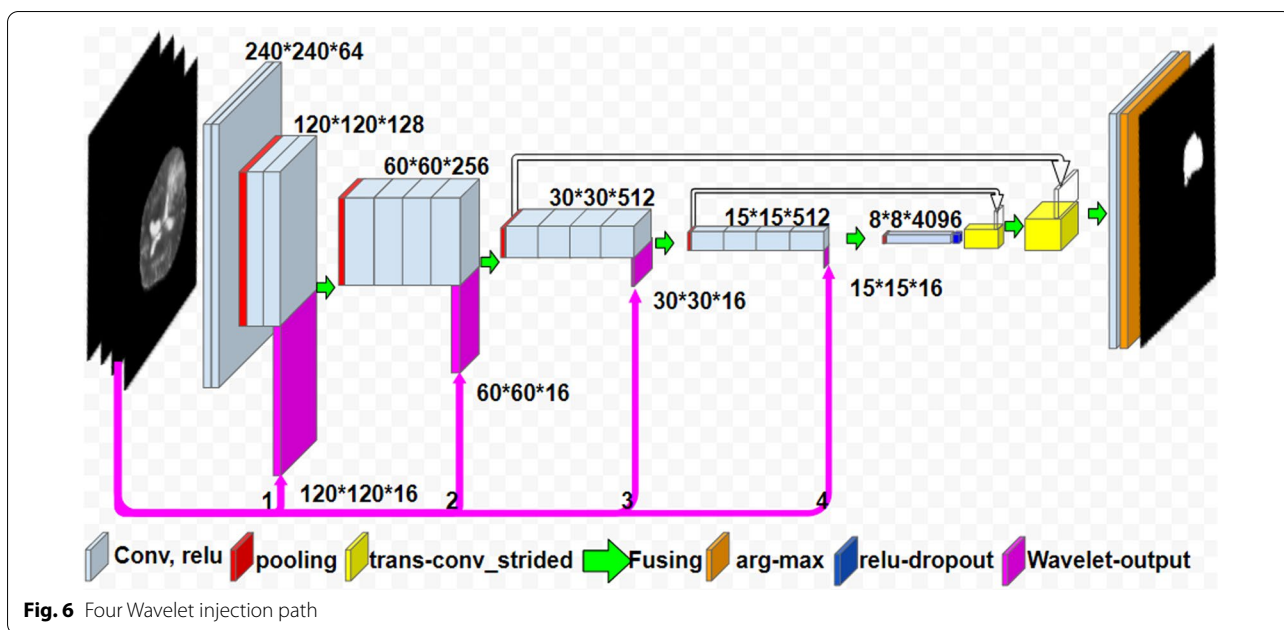 240*240*64
120*120*128
60*60*256
30*30*512
15*15*512
8*8*4096
30*30*16
15*15*16
60*60*16
1
120*120*16
2
3
4
Conv, relu
pooling
trans-conv_strided
Fusing
arg-max
relu-dropout
Wavelet-output
Fig. 6 Four Wavelet injection path